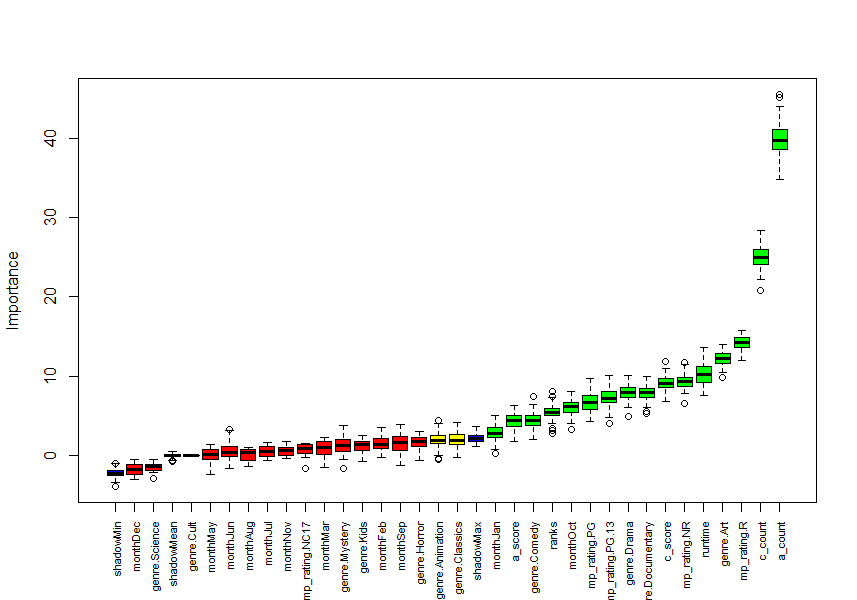 Importance
40
30
20
10
0
shadowMin
monthDec
genre.Science
shadowMean
genre.Cult
monthMay
monthJun
monthAug
monthJul
monthNov
mp_rating.NC17
monthMar
genre.Mystery
genre.Kids
monthFeb
monthSep
genre.Horror
genre.Animation
genre.Classics
shadowMax
monthJan
a_score
genre.Comedy
ranks
monthOct
mp_rating.PG
mp_rating.PG.13
genre.Drama
re.Documentary
c_score
mp_rating.NR
runtime
genre.Art
mp_rating.R
c_count
a_count